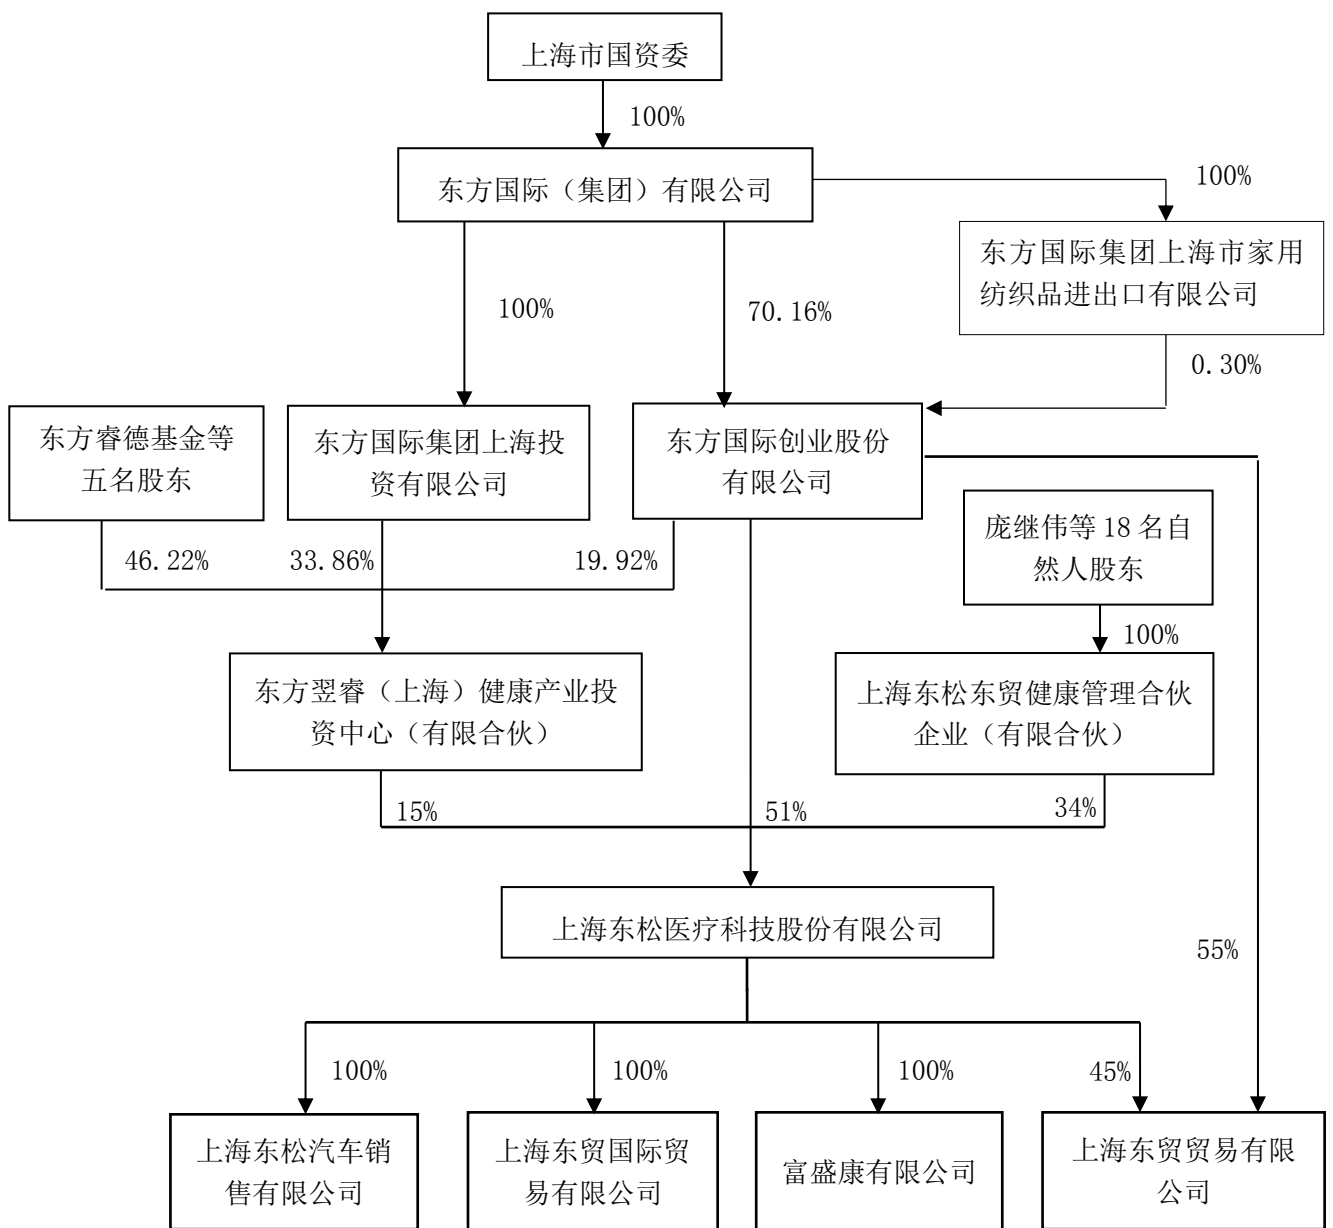 上海市国资委
100%
东方国际（集团）有限公司
100%
东方国际集团上海市家用
纺织品进出口有限公司
100%
70.16%
0.30%
东方睿德基金等
五名股东
东方国际集团上海投
资有限公司
东方国际创业股份
有限公司
庞继伟等 18 名自
然人股东
46.22%
33.86%
19.92%
100%
东方翌睿（上海）健康产业投
资中心（有限合伙）
上海东松东贸健康管理合伙
企业（有限合伙）
15%
51%
34%
上海东松医疗科技股份有限公司
55%
100%
100%
100%
45%
上海东松汽车销
售有限公司
上海东贸国际贸
易有限公司
富盛康有限公司
上海东贸贸易有限
公司